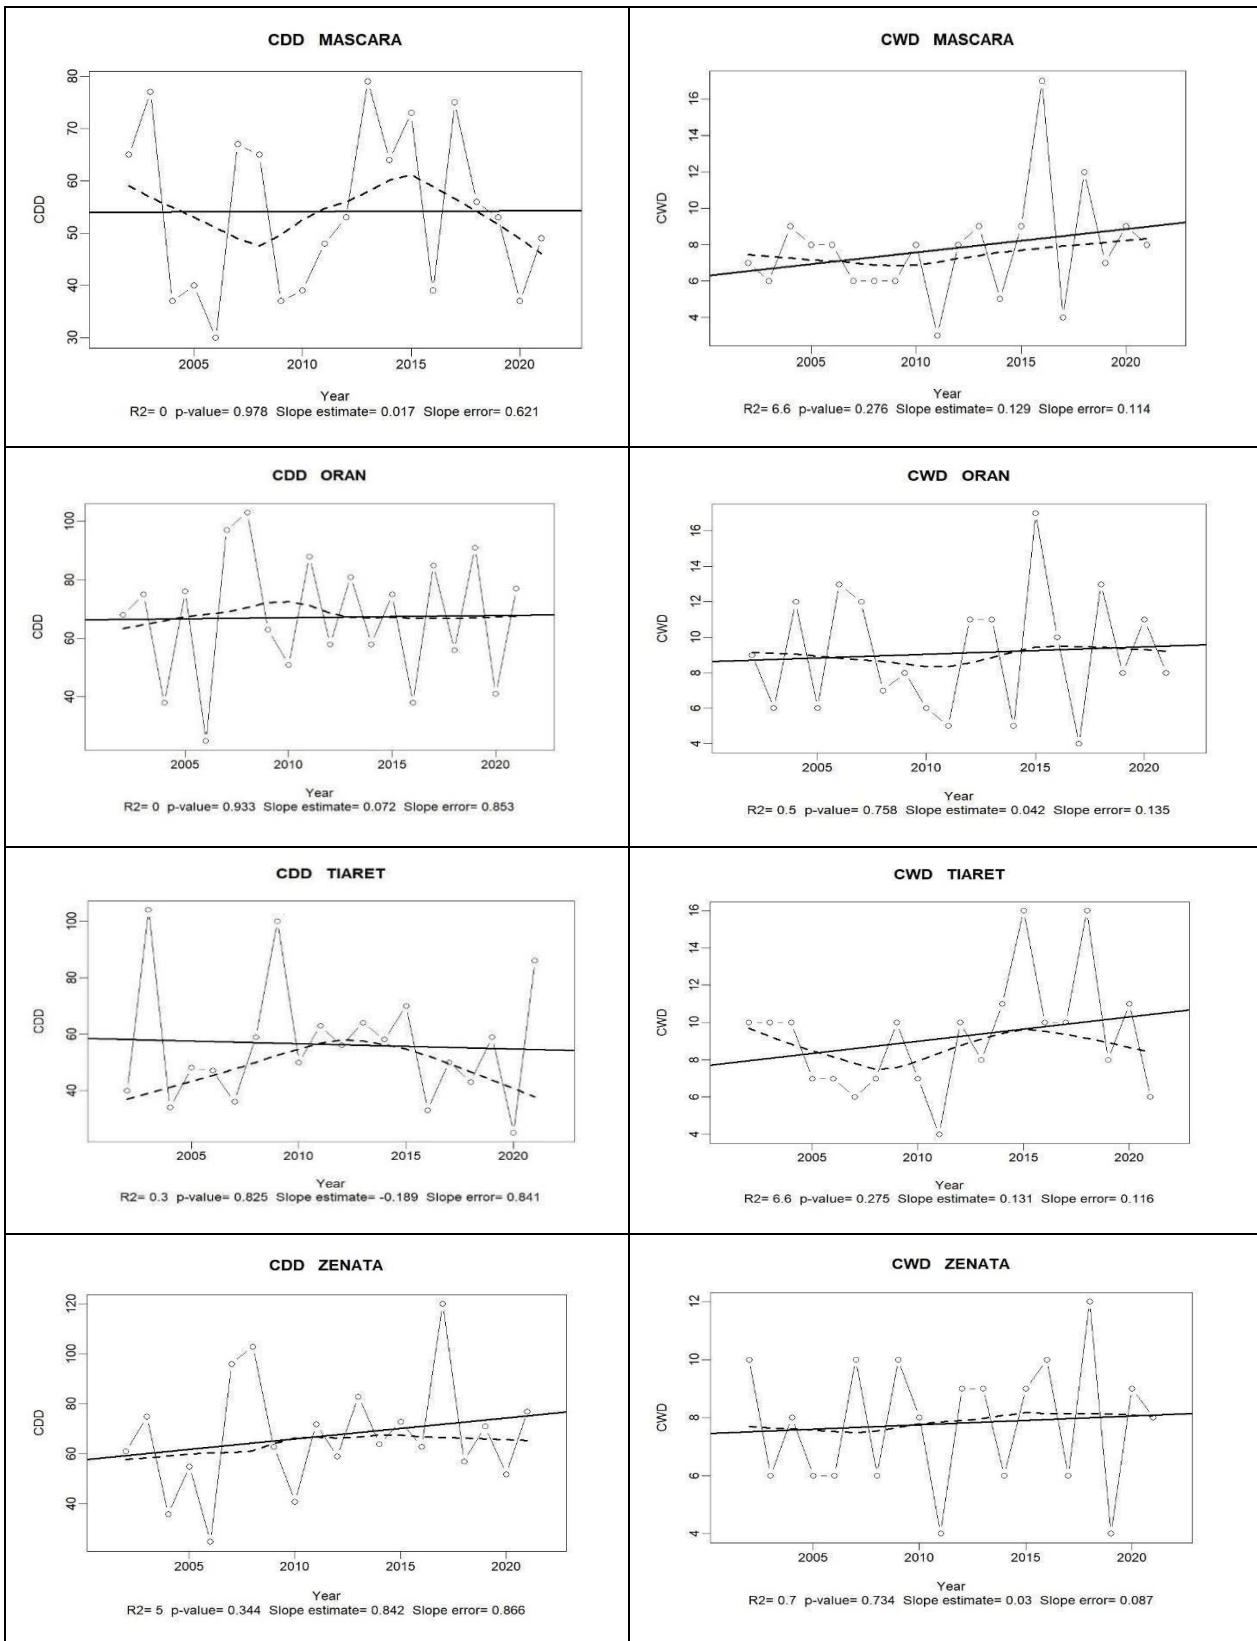 CDD MASCARA
80
70
60
50
40
30
CDD
2005 2010 2015 2020
Year
R2= 0 p-value= 0.978 Slope estimate= 0.017 Slope error= 0.621
CWD MASCARA
16
14
12
10
8
6
4
CWD
2005 2010 2015 2020
Year
R2= 6.6 p-value= 0.276 Slope estimate= 0.129 Slope error= 0.114
CDD ORAN
100
80
60
40
CDD
2005 2010 2015 2020
Year
R2= 0 p-value= 0.933 Slope estimate= 0.072 Slope error= 0.853
CWD ORAN
16
14
12
10
8
6
4
CWD
2005 2010 2015 2020
Year
R2= 0.5 p-value= 0.758 Slope estimate= 0.042 Slope error= 0.135
CDD TIARET
100
80
60
40
CDD
2005 2010 2015 2020
Year
R2= 0.3 p-value= 0.825 Slope estimate= -0.189 Slope error= 0.841
CWD TIARET
16
14
12
10
8
6
4
CWD
2005 2010 2015 2020
Year
R2= 6.6 p-value= 0.275 Slope estimate= 0.131 Slope error= 0.116
CDD ZENATA
120
100
80
60
40
CDD
2005 2010 2015 2020
Year
R2= 5 p-value= 0.344 Slope estimate= 0.842 Slope error= 0.866
CWD ZENATA
12
10
8
6
4
CWD
2005 2010 2015 2020
Year
R2= 0.7 p-value= 0.734 Slope estimate= 0.03 Slope error= 0.087